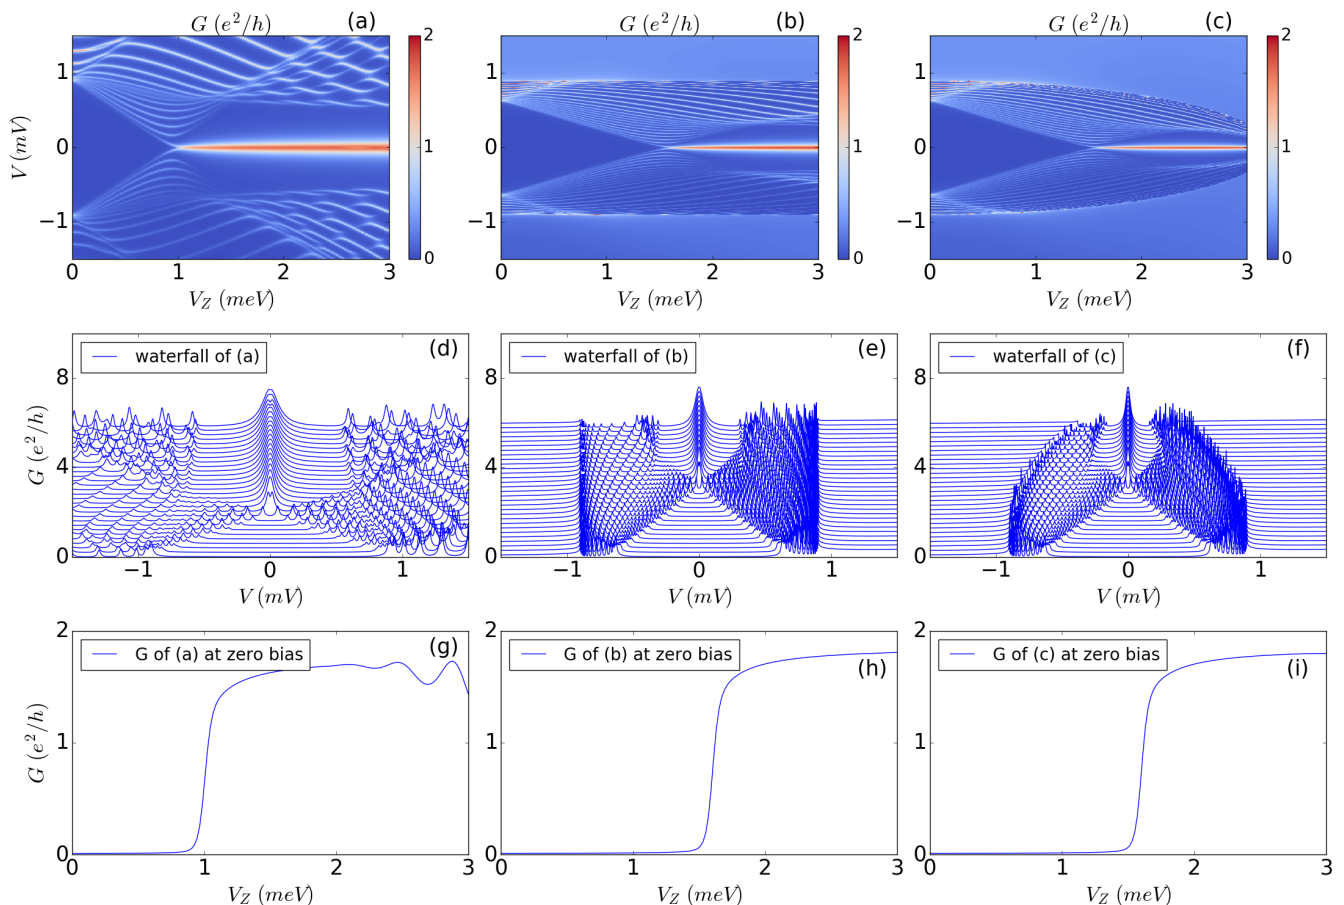 G (e²/h) (a)
G (e²/h) (b)
G (e²/h) (c)
V (mV)
1
0
−1
2
1
0
2
1
0
−1
2
1
0
1
0
−1
2
1
0
0 1 2 3
0 1 2 3
0 1 2 3
V_Z (meV)
V_Z (meV)
V_Z (meV)
waterfall of (a) (d)
waterfall of (b) (e)
waterfall of (c) (f)
G (e²/h)
8
4
0
8
4
0
8
4
0
−1 0 1
−1 0 1
−1 0 1
V (mV)
V (mV)
V (mV)
G of (a) at zero bias (g)
G of (b) at zero bias (h)
G of (c) at zero bias (i)
G (e²/h)
2
1
0
2
1
0
2
1
0
0 1 2 3
0 1 2 3
0 1 2 3
V_Z (meV)
V_Z (meV)
V_Z (meV)